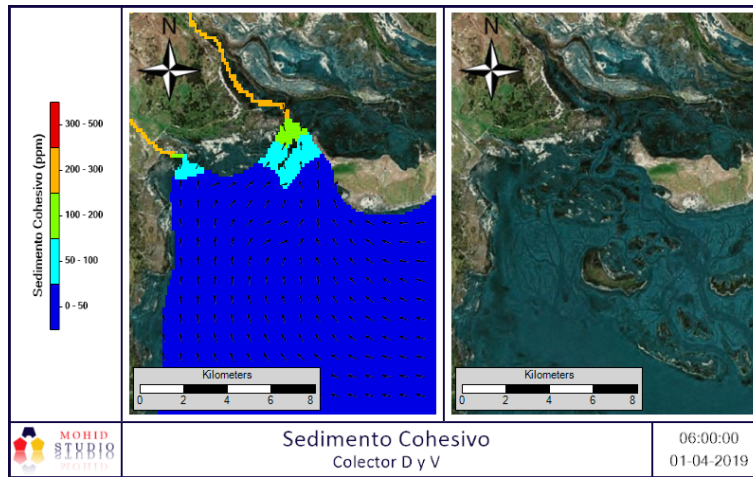 Sedimento Cohesivo (ppm)
300 - 500
200 - 300
100 - 200
50 - 100
0 - 50
N
Kilometers
0 2 4 6 8
N
Kilometers
0 2 4 6 8
MOHID
STUDIO
Sedimento Cohesivo
Colector D y V
06:00:00
01-04-2019